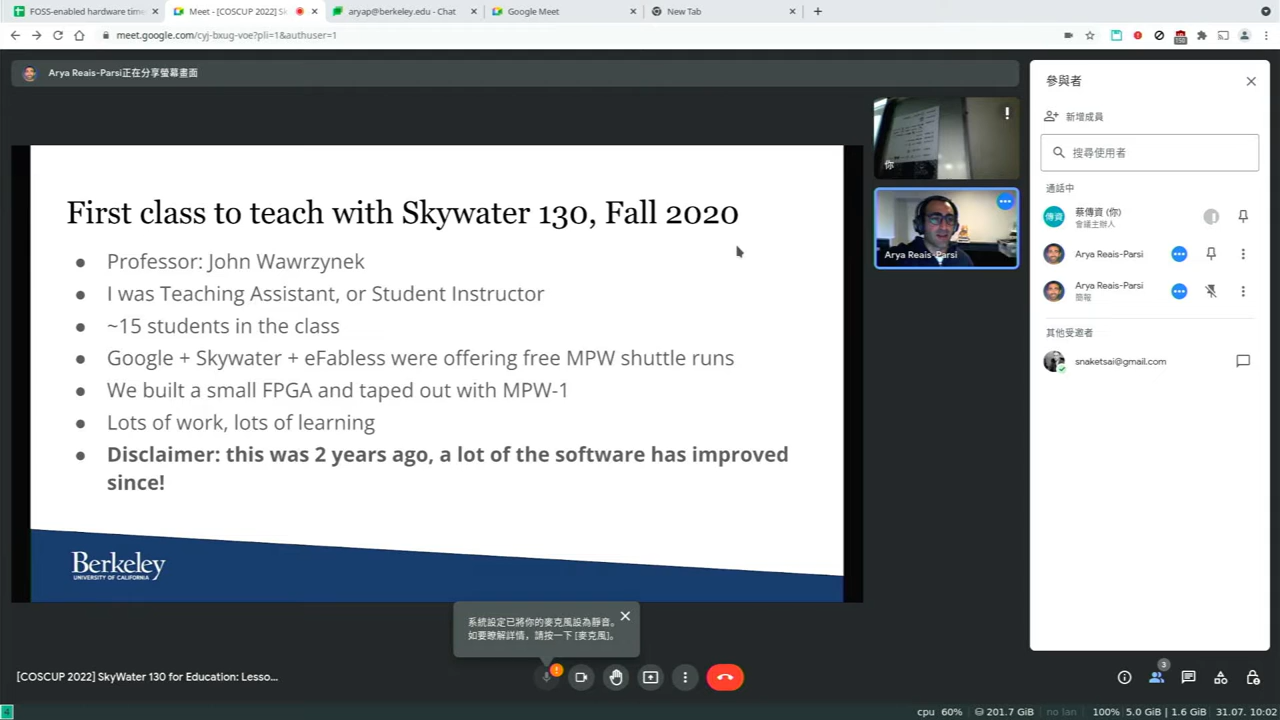 FOSS-enabled hardware time
Meet - [COSCUP 2022] Sk
aryap@berkeley.edu - Chat
Google Meet
New Tab
meet.google.com/cyj-bxug-voe?pli=1&authuser=1
Arya Reais-Parsi正在分享螢幕畫面
First class to teach with Skywater 130, Fall 2020
● Professor: John Wawrzynek
● I was Teaching Assistant, or Student Instructor
● ~15 students in the class
● Google + Skywater + eFabless were offering free MPW shuttle runs
● We built a small FPGA and taped out with MPW-1
● Lots of work, lots of learning
● Disclaimer: this was 2 years ago, a lot of the software has improved
since!
Berkeley
UNIVERSITY OF CALIFORNIA
你
Arya Reais-Parsi
參與者
新增成員
搜尋使用者
通話中
傳資
蔡傳資 (你)
會議主辦人
Arya Reais-Parsi
Arya Reais-Parsi
簡報
其他受邀者
snaketsai@gmail.com
系統設定已將你的麥克風設為靜音。
如要瞭解詳情，請按一下 [麥克風]。
[COSCUP 2022] SkyWater 130 for Education: Lesso...
3
4
cpu 60% 201.7 GiB no lan 100% 5.0 GiB | 1.6 GiB 31.07. 10:02